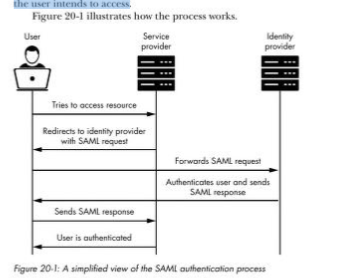 the user intends to access.
Figure 20-1 illustrates how the process works.
User
Service
provider
Identity
provider
Tries to access resource
Redirects to identity provider
with SAML request
Forwards SAML request
Authenticates user and sends
SAML response
Sends SAML response
User is authenticated
Figure 20-1: A simplified view of the SAML authentication process